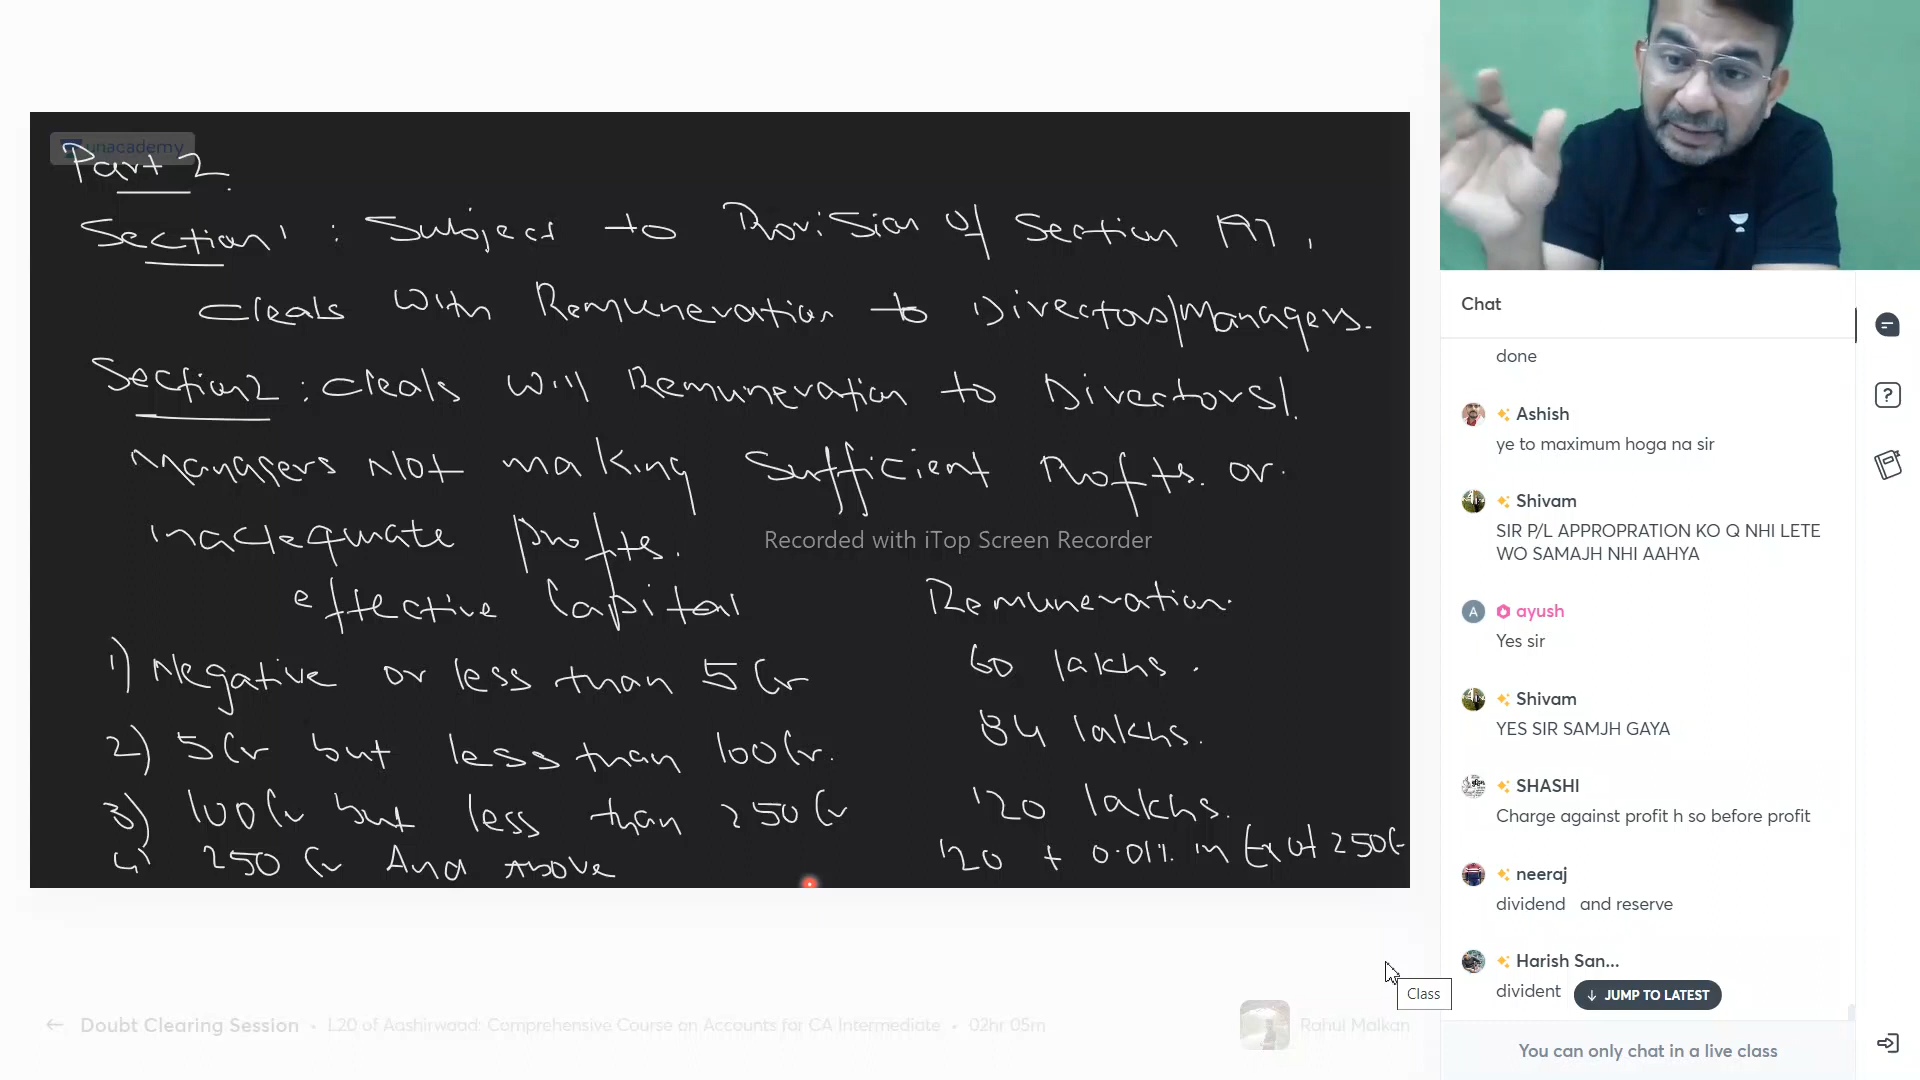 unacademy
Part 2.
Section 1 : Subject to Provision of Section 197,
deals with Remuneration to Directors/Managers.
Section 2 : deals will Remuneration to Directors/.
Managers Not making Sufficient Profts. or.
inadequate profits.
Recorded with iTop Screen Recorder
effective Capital Remuneration.
1) Negative or less than 5 Cr 60 lakhs.
2) 5 Cr but less than 100 Cr. 84 lakhs.
3) 100 Cr but less than 250 Cr 120 lakhs.
4) 250 Cr And Above 120 + 0.01% in Ex of 250 Cr
Chat
done
Ashish
ye to maximum hoga na sir
Shivam
SIR P/L APPROPRATION KO Q NHI LETE
WO SAMAJH NHI AAHYA
A ayush
Yes sir
Shivam
YES SIR SAMJH GAYA
SHASHI
Charge against profit h so before profit
neeraj
dividend and reserve
Harish San...
divident
JUMP TO LATEST
You can only chat in a live class
Class
Doubt Clearing Session • L20 of Aashirwaad: Comprehensive Course on Accounts for CA Intermediate • 02hr 05m
Rahul Malkan